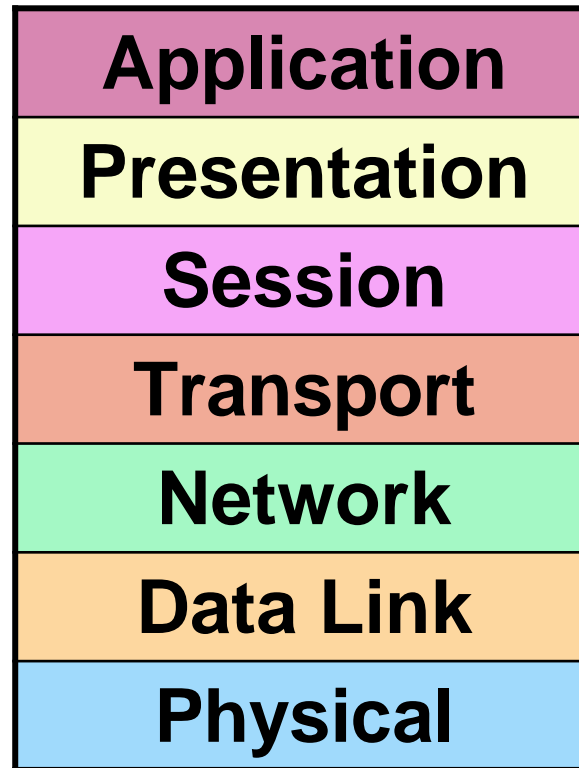 Application
Presentation
Session
Transport
Network
Data Link
Physical